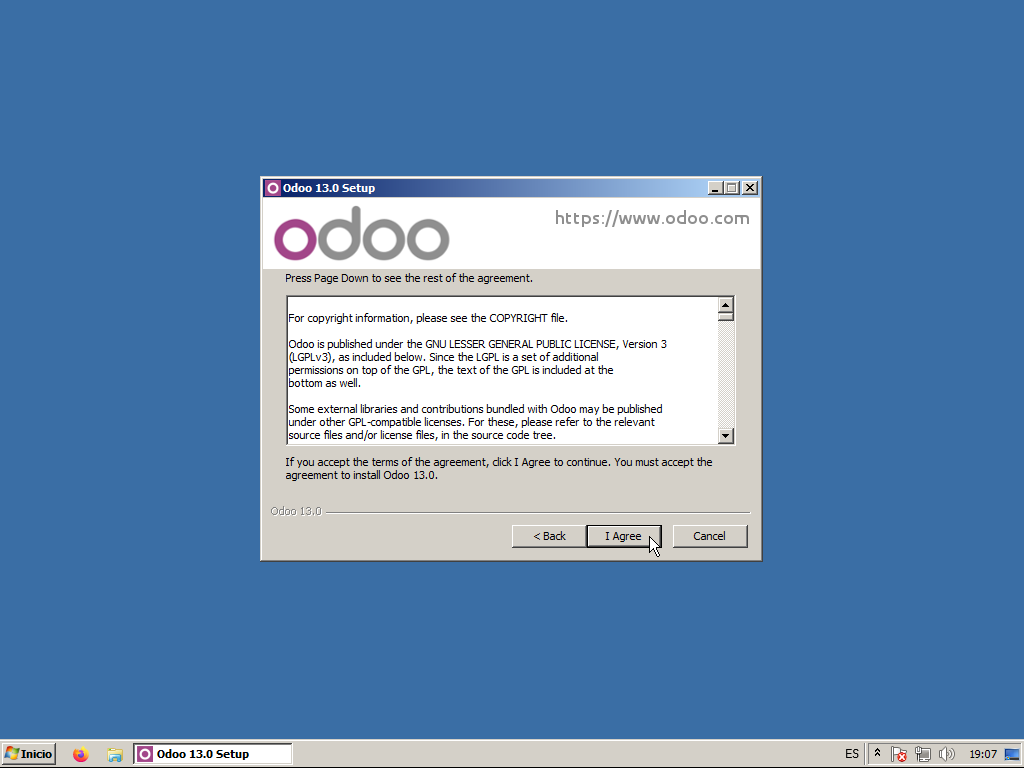 Odoo 13.0 Setup
odoo
https://www.odoo.com
Press Page Down to see the rest of the agreement.
For copyright information, please see the COPYRIGHT file.
Odoo is published under the GNU LESSER GENERAL PUBLIC LICENSE, Version 3
(LGPLv3), as included below. Since the LGPL is a set of additional
permissions on top of the GPL, the text of the GPL is included at the
bottom as well.
Some external libraries and contributions bundled with Odoo may be published
under other GPL-compatible licenses. For these, please refer to the relevant
source files and/or license files, in the source code tree.
If you accept the terms of the agreement, click I Agree to continue. You must accept the
agreement to install Odoo 13.0.
Odoo 13.0
< Back
I Agree
Cancel
Inicio
Odoo 13.0 Setup
ES
19:07